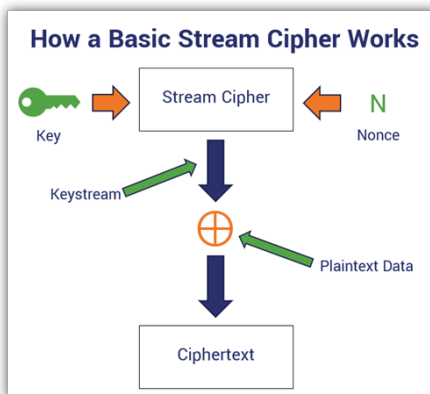 How a Basic Stream Cipher Works
Stream Cipher
N
Key
Nonce
Keystream
Plaintext Data
Ciphertext